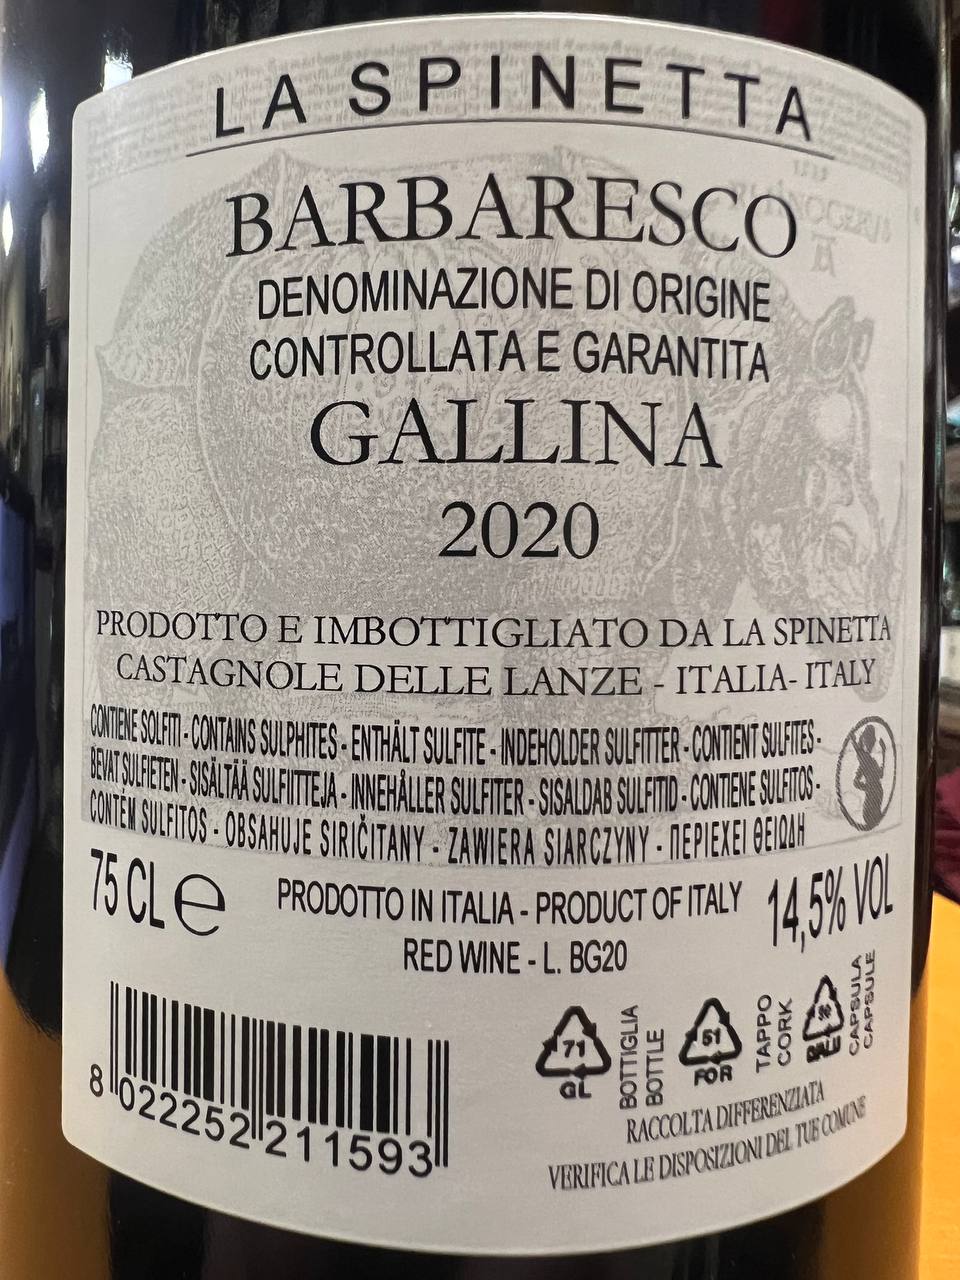 LA SPINETTA
BARBARESCO
DENOMINAZIONE DI ORIGINE
CONTROLLATA E GARANTITA
GALLINA
2020
PRODOTTO E IMBOTTIGLIATO DA LA SPINETTA
CASTAGNOLE DELLE LANZE - ITALIA- ITALY
CONTIENE SOLFITI - CONTAINS SULPHITES - ENTHÄLT SULFITE - INDEHOLDER SULFITTER - CONTIENT SULFITES -
BEVAT SULFIETEN - SISÄLTÄÄ SULFIITTEJA - INNEHÅLLER SULFITER - SISALDAB SULFITID - CONTIENE SULFITOS -
CONTÉM SULFITOS - OBSAHUJE SIRIČITANY - ZAWIERA SIARCZYNY - ΠEPIEXEI ΘEIΩΔH
75 CL e
PRODOTTO IN ITALIA - PRODUCT OF ITALY
14,5% VOL
RED WINE - L. BG20
71
GL
BOTTIGLIA
BOTTLE
51
FOR
TAPPO
CORK
CAPSULA
CAPSULE
RACCOLTA DIFFERENZIATA
VERIFICA LE DISPOSIZIONI DEL TUE COMUNE
8 022252 211593